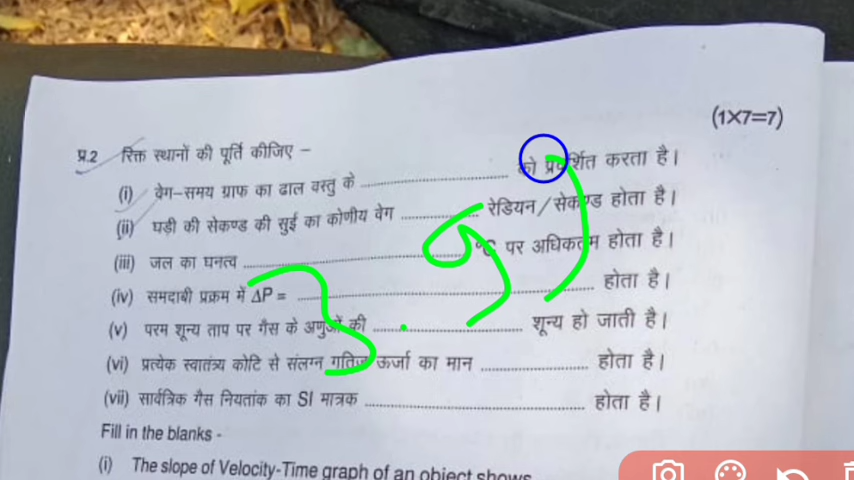 (1X7=7)
प्र.2 रिक्त स्थानों की पूर्ति कीजिए –
(i) वेग–समय ग्राफ का ढाल वस्तु के .................... को प्रदर्शित करता है।
(ii) घड़ी की सेकण्ड की सुई का कोणीय वेग .................... रेडियन/सेकण्ड होता है।
(iii) जल का घनत्व .................... °C पर अधिकतम होता है।
(iv) समदाबी प्रक्रम में ΔP = .................... होता है।
(v) परम शून्य ताप पर गैस के अणुओं की .................... शून्य हो जाती है।
(vi) प्रत्येक स्वातंत्र्य कोटि से संलग्न गतिज ऊर्जा का मान .................... होता है।
(vii) सार्वत्रिक गैस नियतांक का SI मात्रक .................... होता है।
Fill in the blanks -
(i) The slope of Velocity-Time graph of an object shows